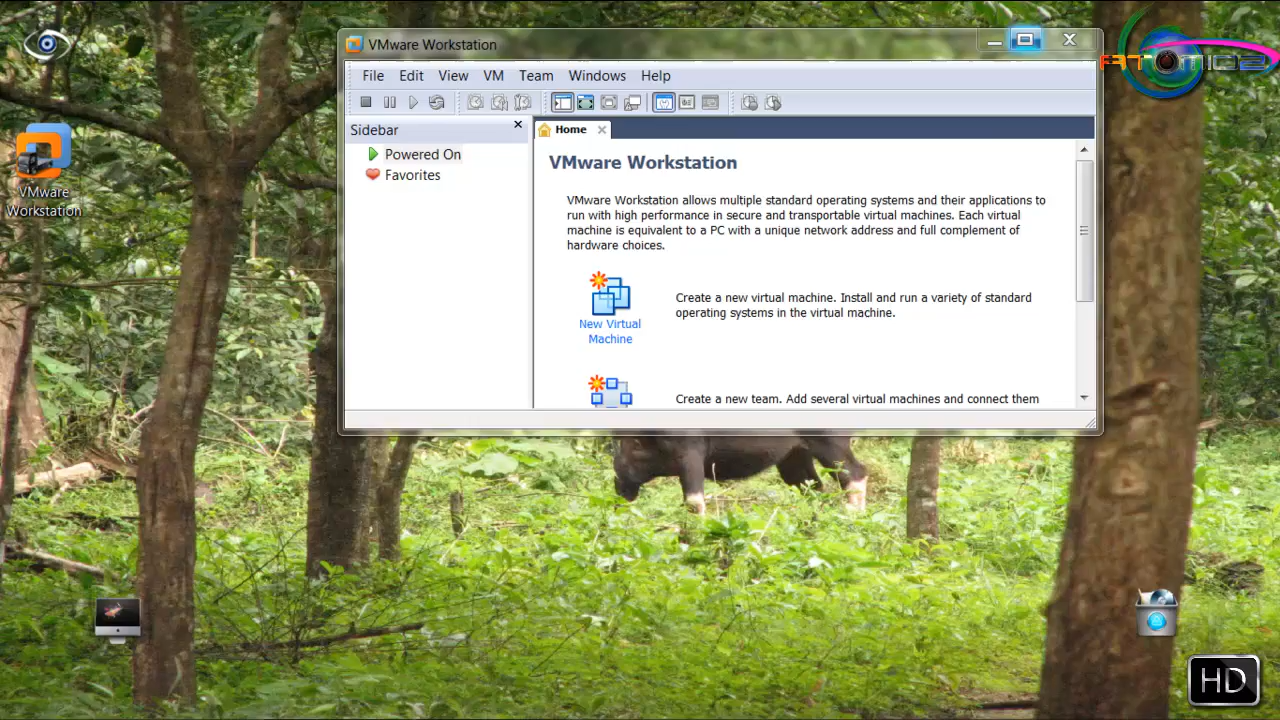 VMware Workstation
ATOMIC2
File Edit View VM Team Windows Help
Sidebar
Home
Powered On
Favorites
VMware Workstation
VMware Workstation allows multiple standard operating systems and their applications to
run with high performance in secure and transportable virtual machines. Each virtual
machine is equivalent to a PC with a unique network address and full complement of
hardware choices.
New Virtual
Machine
Create a new virtual machine. Install and run a variety of standard
operating systems in the virtual machine.
Create a new team. Add several virtual machines and connect them
VMware
Workstation
HD